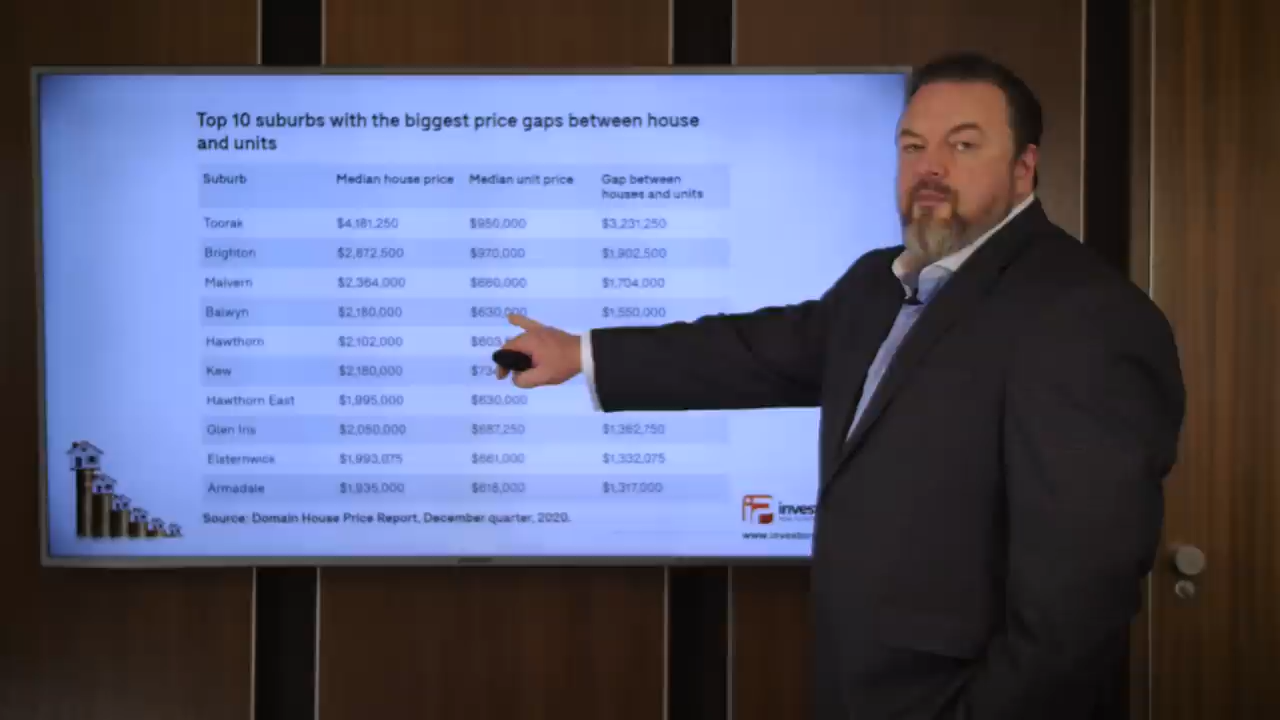 Top 10 suburbs with the biggest price gaps between house
and units
Suburb Median house price Median unit price Gap between
houses and units
Toorak $4,181,250 $950,000 $3,231,250
Brighton $2,872,500 $970,000 $1,902,500
Malvern $2,364,000 $660,000 $1,704,000
Balwyn $2,180,000 $630,000 $1,550,000
Hawthorn $2,102,000
Kew $2,180,000
Hawthorn East $1,995,000 $630,000
Glen Iris $2,050,000 $687,250 $1,362,750
Elsternwick $1,993,075 $661,000 $1,332,075
Armadale $1,935,000 $618,000 $1,317,000
Source: Domain House Price Report, December quarter, 2020.